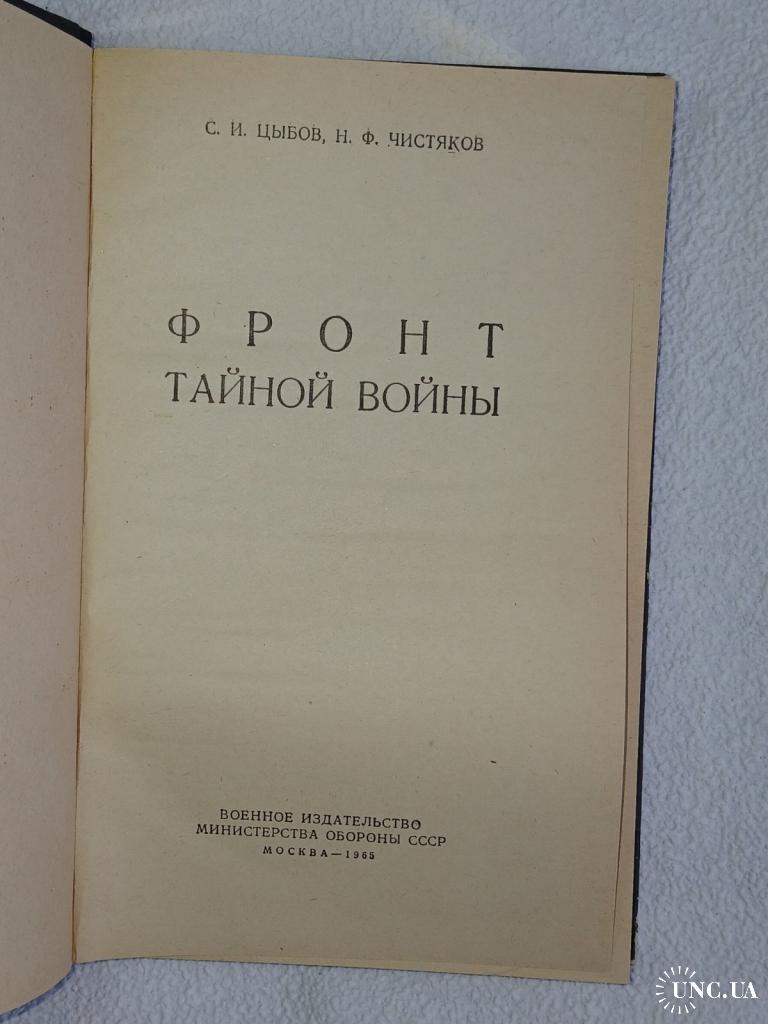 С. И. ЦЫБОВ, Н. Ф. ЧИСТЯКОВ
ФРОНТ
ТАЙНОЙ ВОЙНЫ
ВОЕННОЕ ИЗДАТЕЛЬСТВО
МИНИСТЕРСТВА ОБОРОНЫ СССР
МОСКВА—1965
UNC.UA